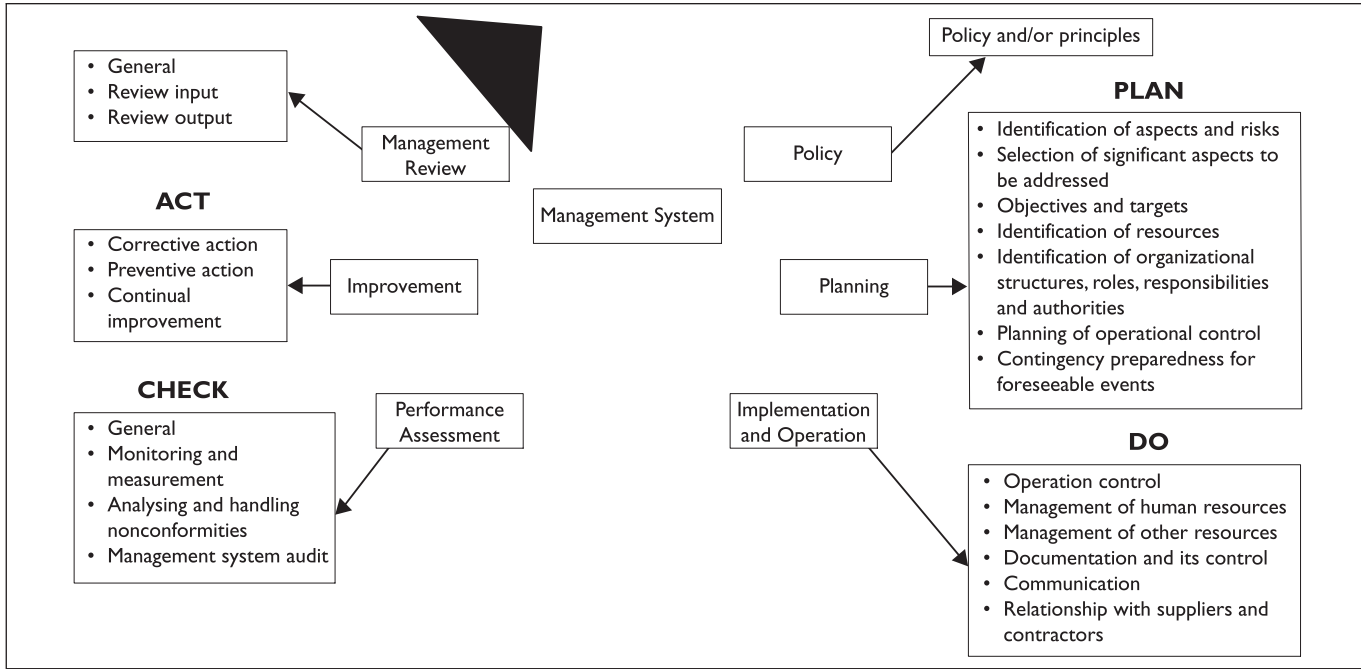 Policy and/or principles
• General
• Review input
• Review output
Management
Review
Policy
Management System
PLAN
• Identification of aspects and risks
• Selection of significant aspects to
be addressed
• Objectives and targets
• Identification of resources
• Identification of organizational
structures, roles, responsibilities
and authorities
• Planning of operational control
• Contingency preparedness for
foreseeable events
Planning
ACT
• Corrective action
• Preventive action
• Continual
improvement
Improvement
CHECK
• General
• Monitoring and
measurement
• Analysing and handling
nonconformities
• Management system audit
Performance
Assessment
Implementation
and Operation
DO
• Operation control
• Management of human resources
• Management of other resources
• Documentation and its control
• Communication
• Relationship with suppliers and
contractors